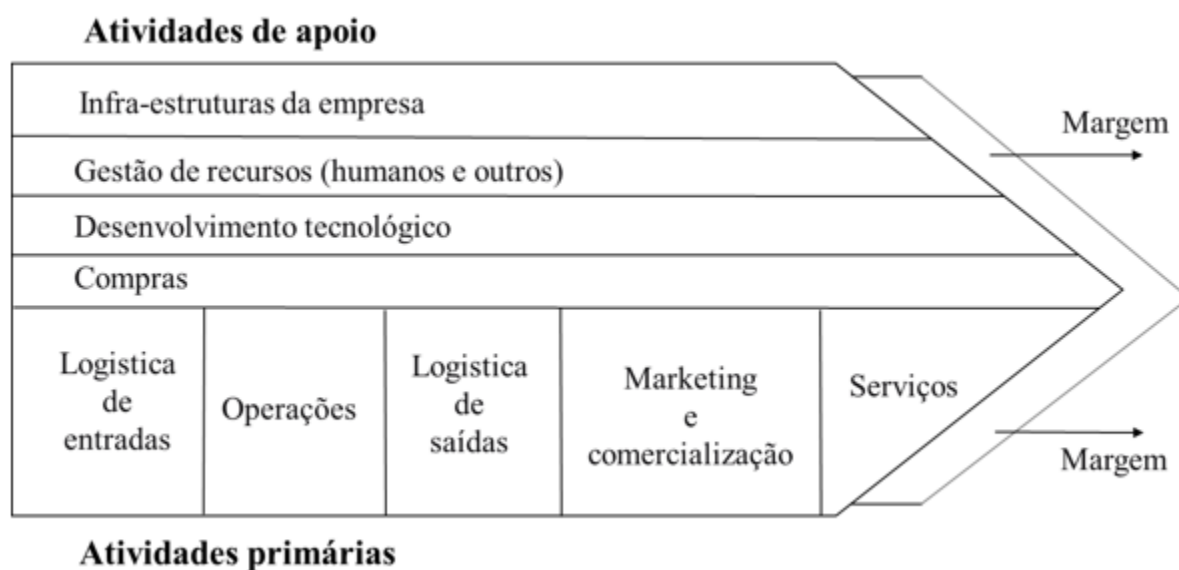 Atividades de apoio
Infra-estruturas da empresa
Margem
Gestão de recursos (humanos e outros)
Desenvolvimento tecnológico
Compras
Logistica
de
entradas
Operações
Logistica
de
saídas
Marketing
e
comercialização
Serviços
Margem
Atividades primárias